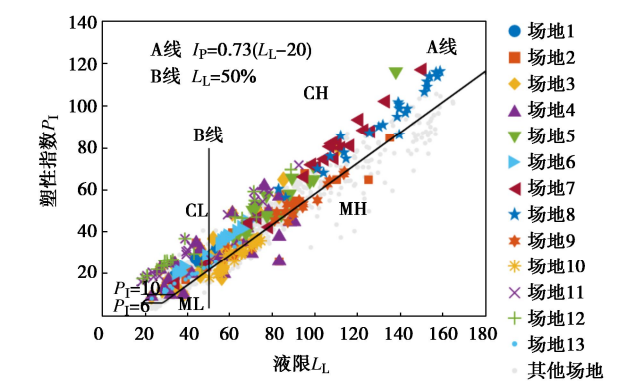 140
120
100
80
60
40
20
0
20
40
60
80
100
120
140
160
180
塑性指数PI
液限LL
A线 IP=0.73(LL-20)
B线 LL=50%
A线
CH
B线
CL
MH
PI=10
PI=6
ML
场地1
场地2
场地3
场地4
场地5
场地6
场地7
场地8
场地9
场地10
场地11
场地12
场地13
其他场地